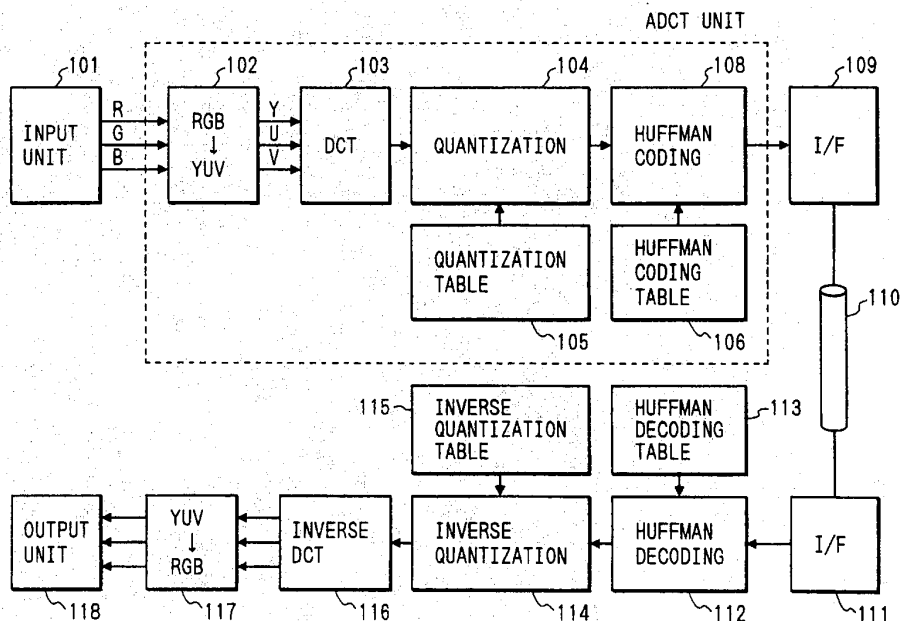 ADCT UNIT
101
102
103
104
108
109
INPUT
UNIT
R
G
B
RGB
↓
YUV
Y
U
V
DCT
QUANTIZATION
HUFFMAN
CODING
I/F
QUANTIZATION
TABLE
HUFFMAN
CODING
TABLE
105
106
110
115
INVERSE
QUANTIZATION
TABLE
HUFFMAN
DECODING
TABLE
113
OUTPUT
UNIT
YUV
↓
RGB
INVERSE
DCT
INVERSE
QUANTIZATION
HUFFMAN
DECODING
I/F
118
117
116
114
112
111